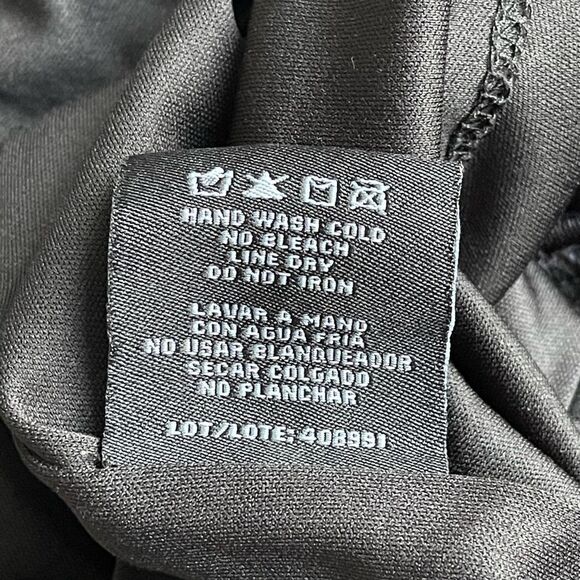 HAND WASH COLD
NO BLEACH
LINE DRY
DO NOT IRON
LAVAR A MANO
CON AGUA FRIA
NO USAR BLANQUEADOR
SECAR COLGADO
NO PLANCHAR
LOT/LOTE: 408991